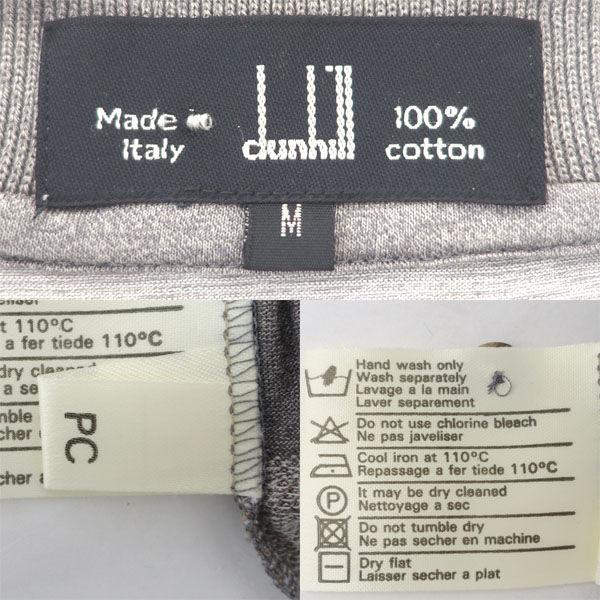 Made in
Italy
dunhill
100%
cotton
M
at 110°C
a fer tiede 110°C
dry cleaned
a sec
tumble
secher
secher a
PC
Hand wash only
Wash separately
Lavage a la main
Laver separement
Do not use chlorine bleach
Ne pas javeliser
Cool iron at 110°C
Repassage a fer tiede 110°C
P
It may be dry cleaned
Nettoyage a sec
Do not tumble dry
Ne pas secher en machine
Dry flat
Laisser secher a plat